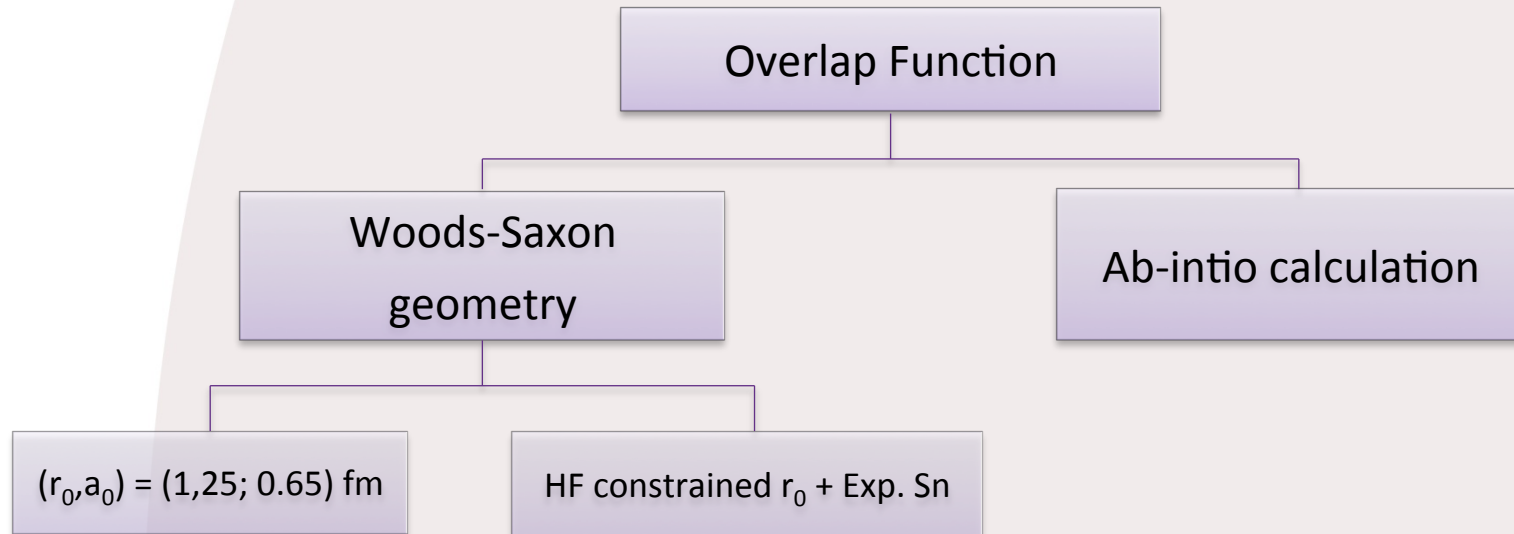 Overlap Function
Woods-Saxon
geometry
Ab-intio calculation
(r₀,a₀) = (1,25; 0.65) fm
HF constrained r₀ + Exp. Sn